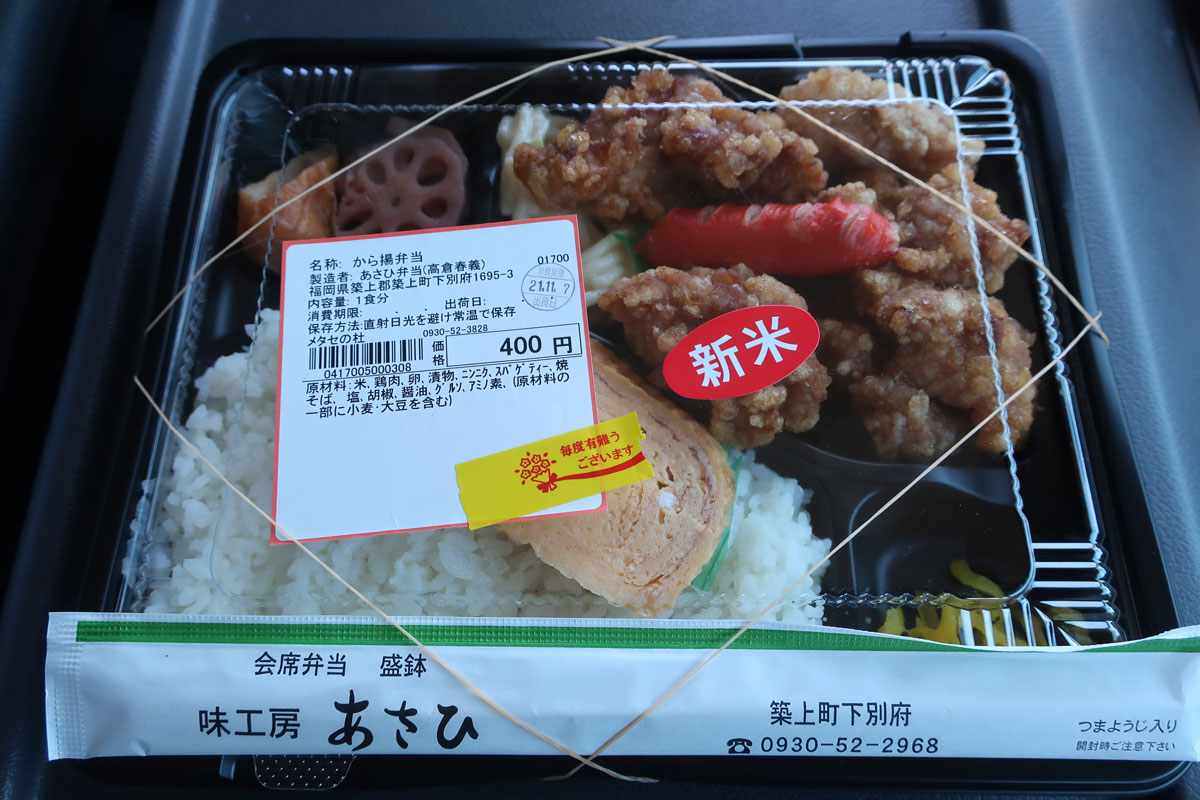 名称: から揚弁当
01700
製造者: あさひ弁当(高倉春義)
福岡県築上郡築上町下別府1695-3
内容量: 1食分
消費期限: . . 出荷日:
消費期限
21.11.7
出荷日
保存方法:直射日光を避け常温で保存
メタセの杜 0930-52-3828
0417005000308
価格 400 円
原材料:米、鶏肉、卵、漬物、ニンニク、スパゲティー、焼
そば、塩、胡椒、醤油、グルソ、アミノ素、(原材料の
一部に小麦・大豆を含む)
新米
毎度有難う
ございます
会席弁当 盛鉢
味工房 あさひ
築上町下別府
☎0930-52-2968
つまようじ入り
開封時ご注意下さい